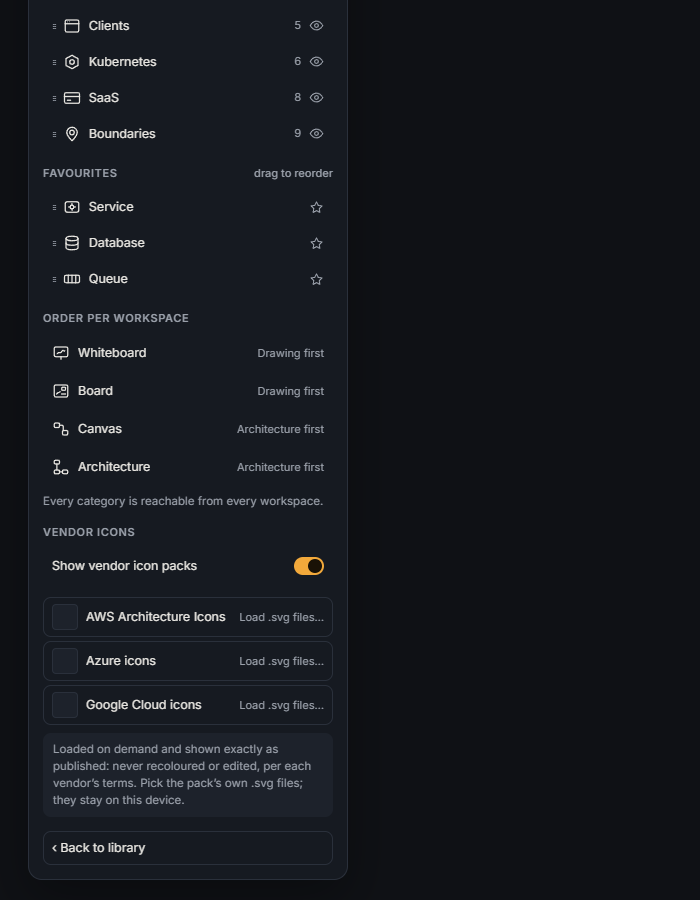 Clients 5
Kubernetes 6
SaaS 8
Boundaries 9
FAVOURITES drag to reorder
Service
Database
Queue
ORDER PER WORKSPACE
Whiteboard Drawing first
Board Drawing first
Canvas Architecture first
Architecture Architecture first
Every category is reachable from every workspace.
VENDOR ICONS
Show vendor icon packs
AWS Architecture Icons Load .svg files...
Azure icons Load .svg files...
Google Cloud icons Load .svg files...
Loaded on demand and shown exactly as
published: never recoloured or edited, per each
vendor’s terms. Pick the pack’s own .svg files;
they stay on this device.
‹ Back to library